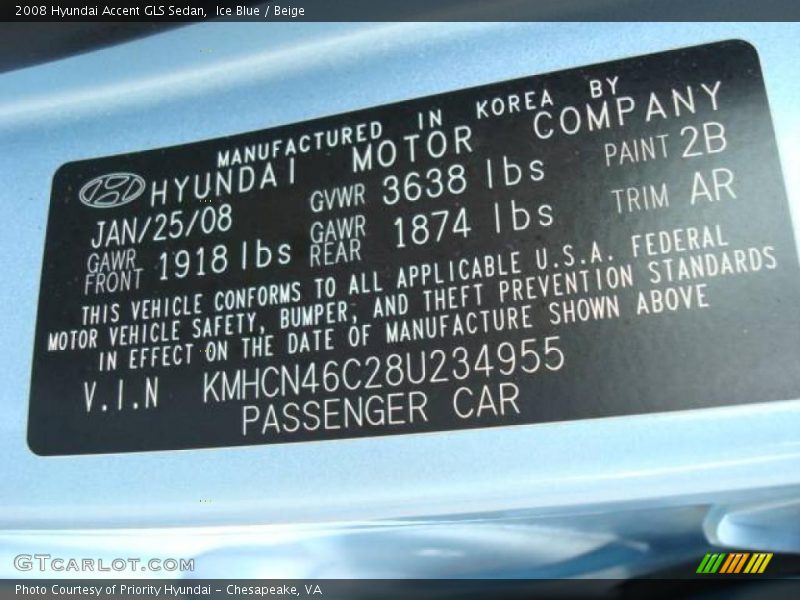 2008 Hyundai Accent GLS Sedan,  Ice Blue / Beige
MANUFACTURED IN KOREA BY
HYUNDAI MOTOR COMPANY
JAN/25/08 GVWR 3638 lbs PAINT 2B
GAWR FRONT 1918 lbs GAWR REAR 1874 lbs TRIM AR
THIS VEHICLE CONFORMS TO ALL APPLICABLE U.S.A. FEDERAL
MOTOR VEHICLE SAFETY, BUMPER, AND THEFT PREVENTION STANDARDS
IN EFFECT ON THE DATE OF MANUFACTURE SHOWN ABOVE
V.I.N KMHCN46C28U234955
PASSENGER CAR
GTCARLOT.COM
Photo Courtesy of Priority Hyundai - Chesapeake, VA